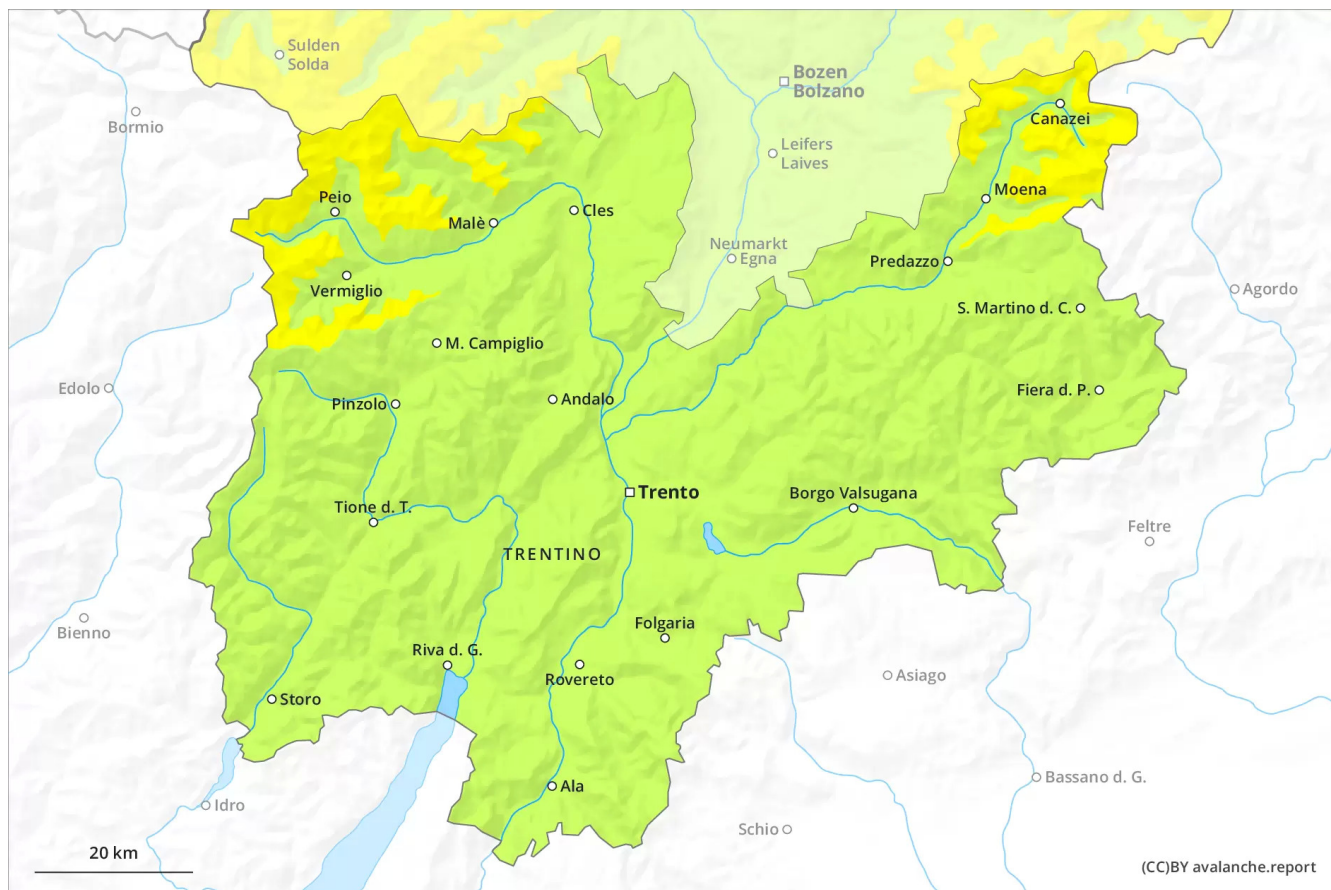 Sulden
Solda
Bozen
Bolzano
Bormio
Canazei
Leifers
Laives
Peio
Moena
Malè
Cles
Neumarkt
Egna
Predazzo
Vermiglio
Agordo
S. Martino d. C.
M. Campiglio
Edolo
Fiera d. P.
Pinzolo
Andalo
Trento
Borgo Valsugana
Tione d. T.
Feltre
TRENTINO
Bienno
Folgaria
Riva d. G.
Rovereto
Asiago
Storo
Bassano d. G.
Ala
Idro
Schio
20 km
(CC)BY avalanche.report